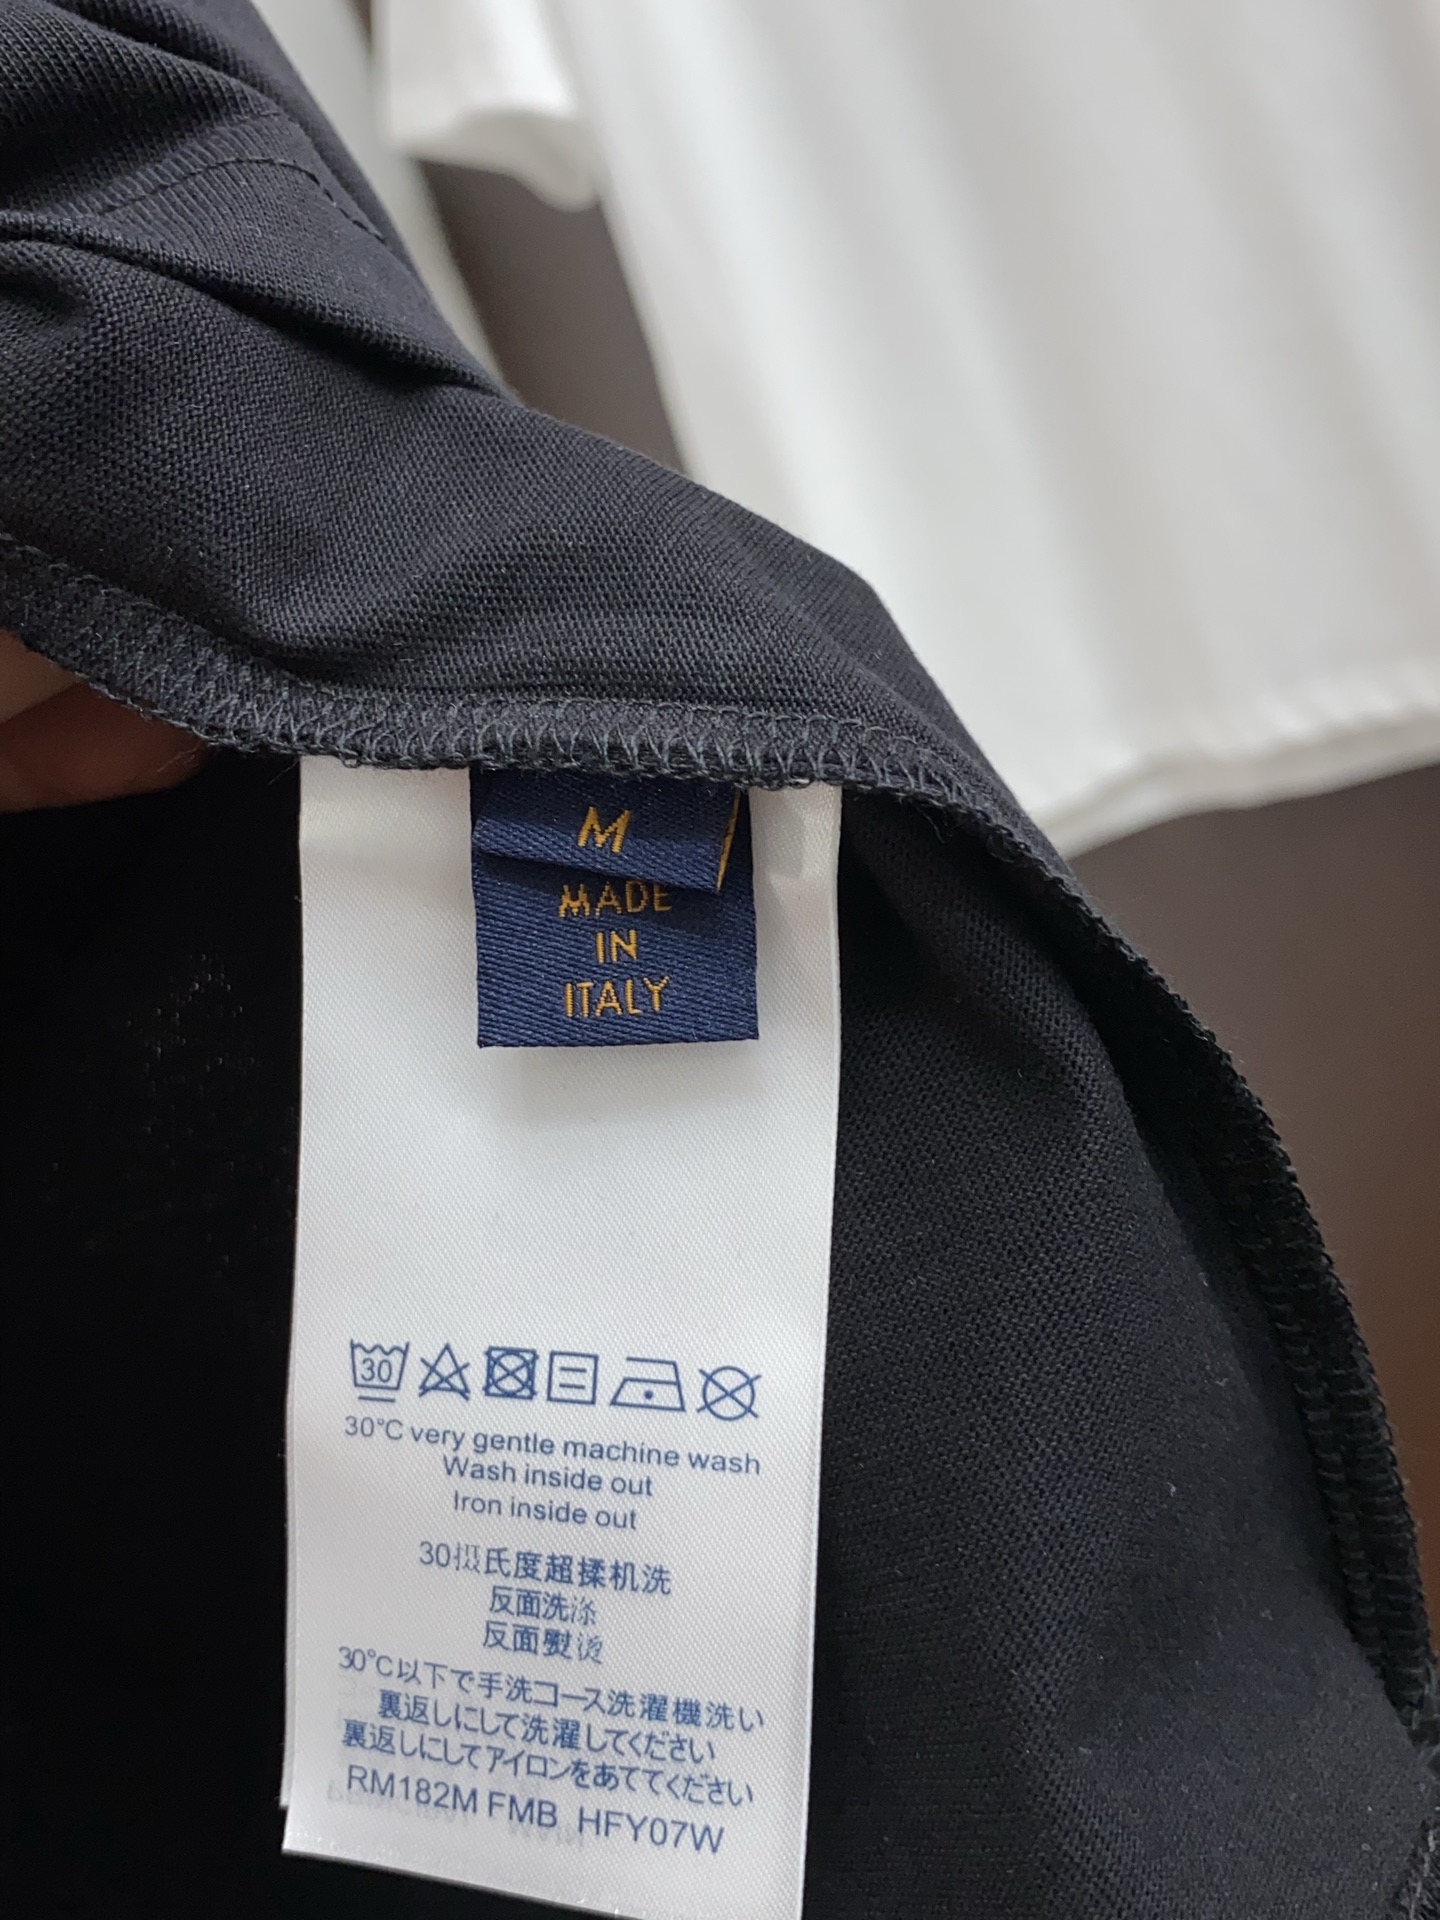 M
MADE
IN
ITALY
30
30°C very gentle machine wash
Wash inside out
Iron inside out
30摄氏度超揉机洗
反面洗涤
反面熨烫
30°C以下で手洗コース洗濯機洗い
裏返しにして洗濯してください
裏返しにしてアイロンをあててください
RM182M FMB HFY07W